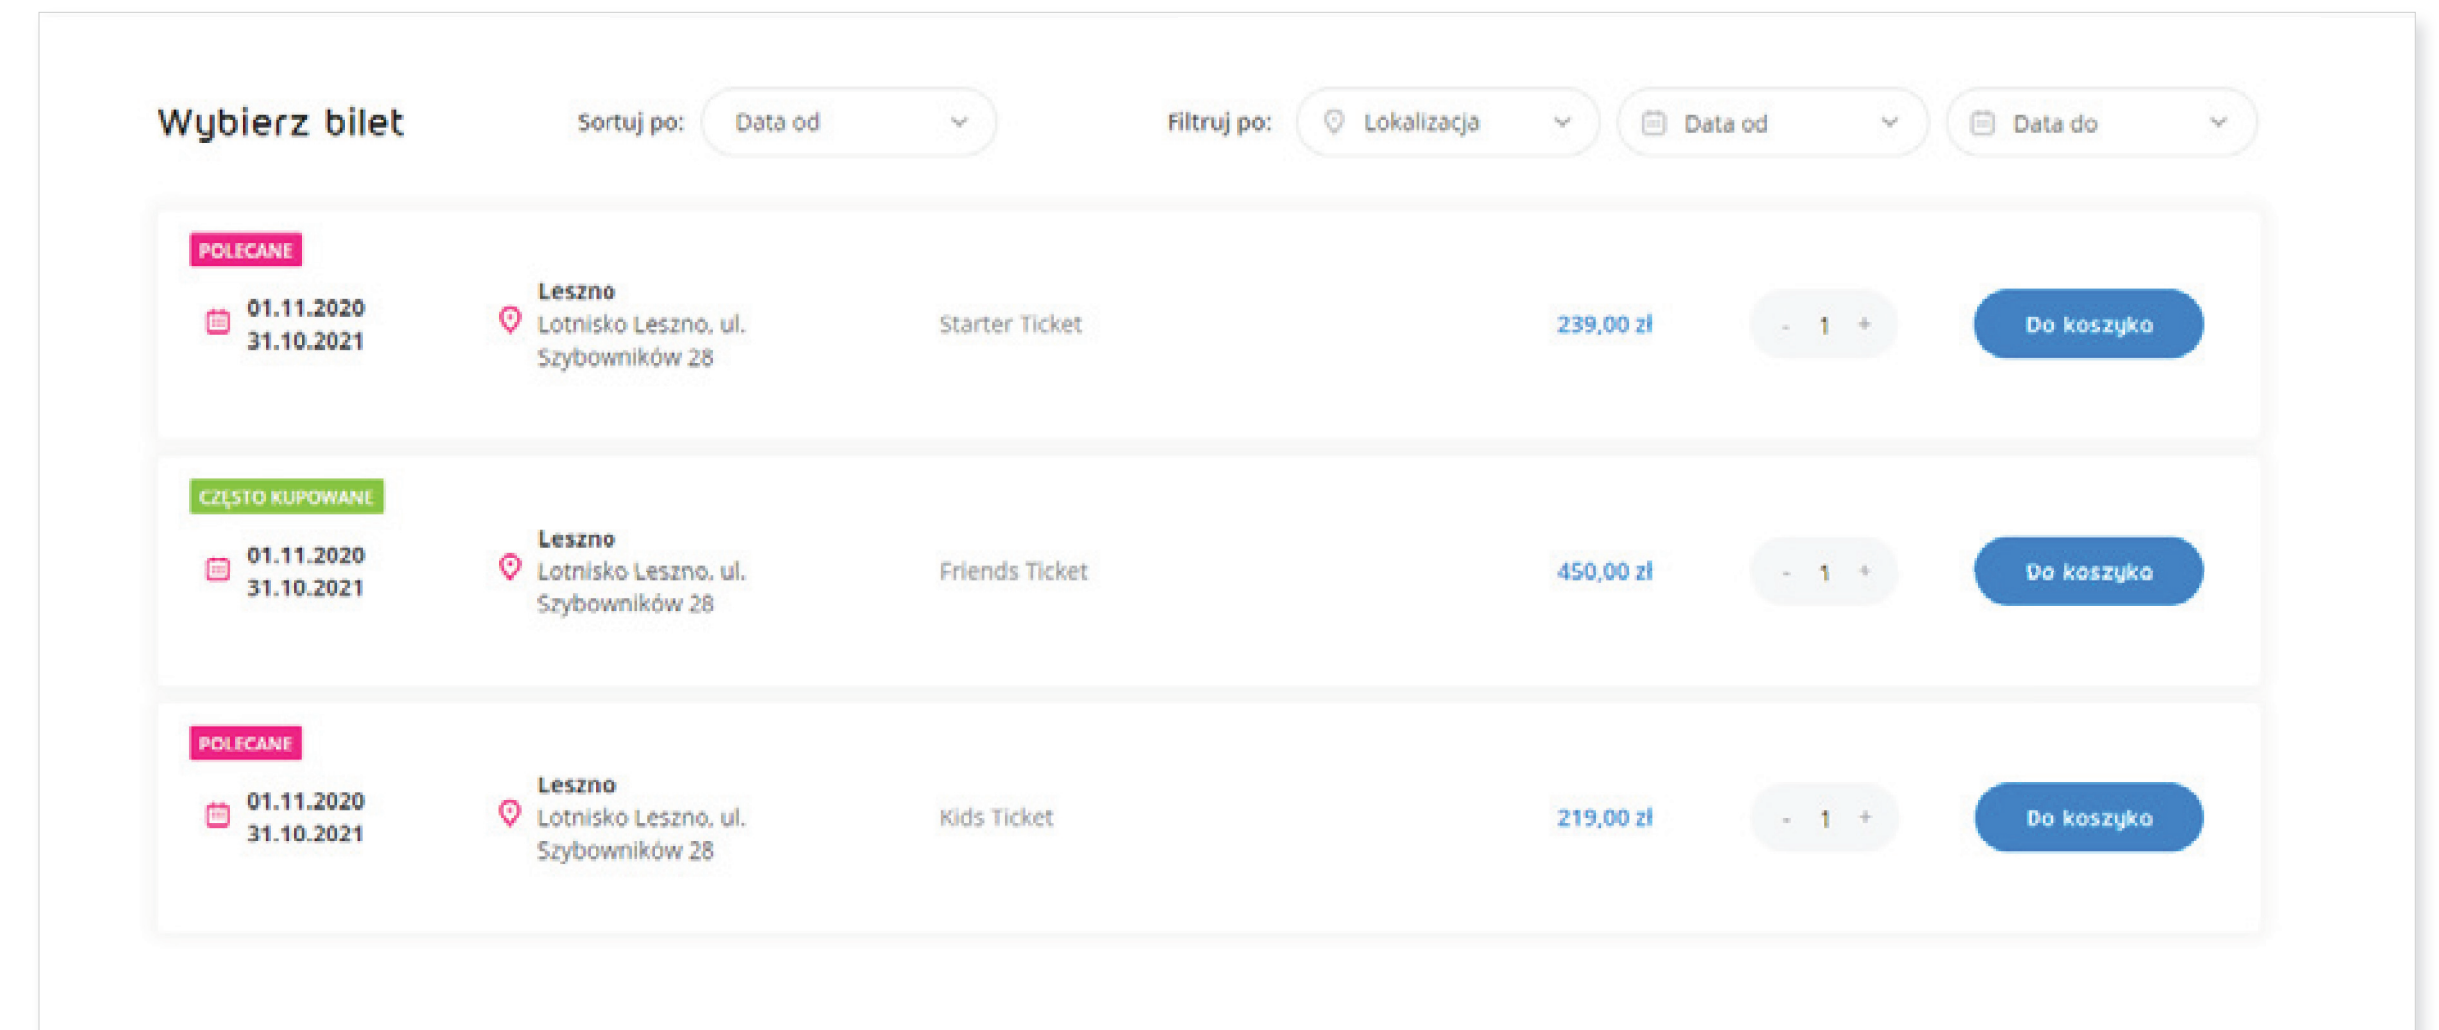 Wybierz bilet
Sortuj po: Data od
Filtruj po: Lokalizacja Data od Data do
POLECANE
01.11.2020
31.10.2021
Leszno
Lotnisko Leszno, ul.
Szybowników 28
Starter Ticket
239,00 zł
- 1 +
Do koszyka
CZĘSTO KUPOWANE
01.11.2020
31.10.2021
Leszno
Lotnisko Leszno, ul.
Szybowników 28
Friends Ticket
450,00 zł
- 1 +
Do koszyka
POLECANE
01.11.2020
31.10.2021
Leszno
Lotnisko Leszno, ul.
Szybowników 28
Kids Ticket
219,00 zł
- 1 +
Do koszyka